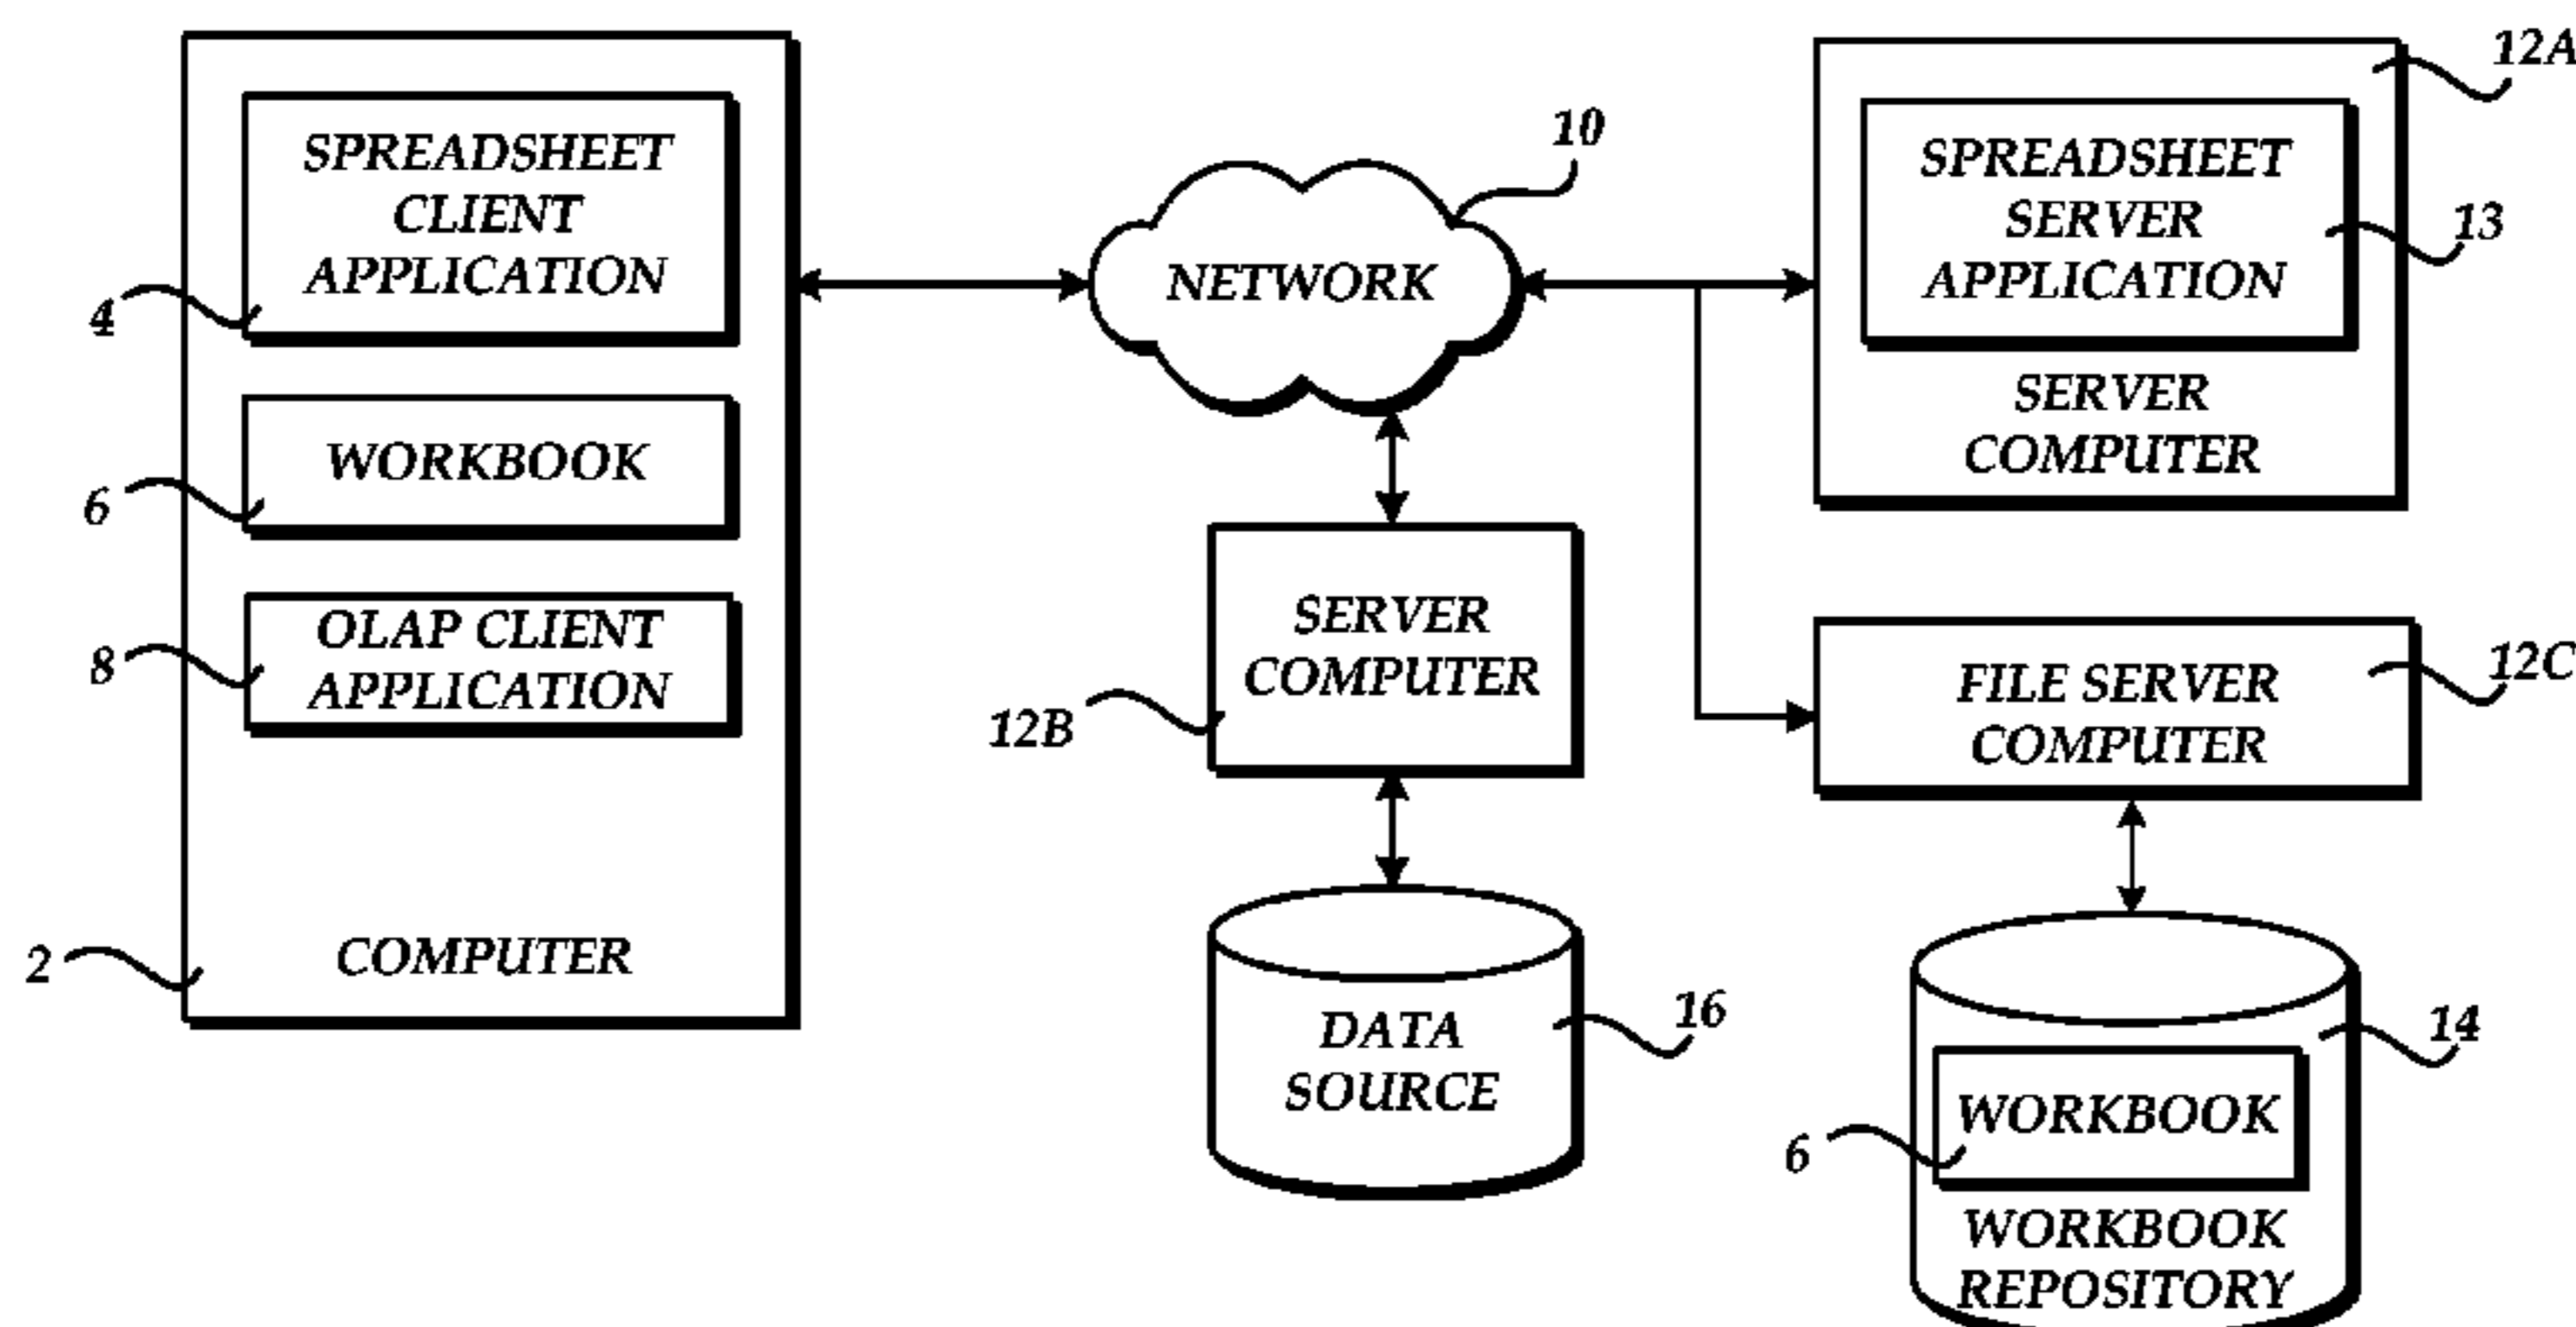 SPREADSHEET
CLIENT
APPLICATION
4
WORKBOOK
6
OLAP CLIENT
APPLICATION
8
COMPUTER
2
10
NETWORK
SERVER
COMPUTER
12B
DATA
SOURCE
16
12A
SPREADSHEET
SERVER
APPLICATION
13
SERVER
COMPUTER
FILE SERVER
COMPUTER
12C
14
WORKBOOK
6
WORKBOOK
REPOSITORY